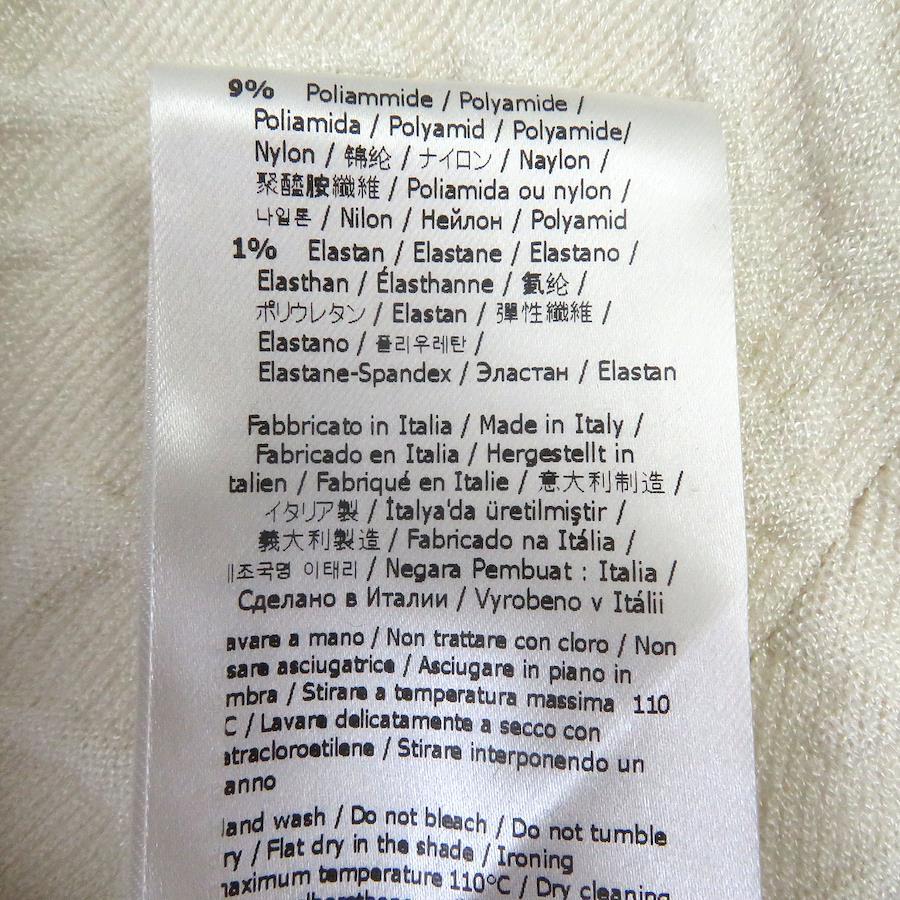 9% Poliammide / Polyamide /
Poliamida / Polyamid / Polyamide/
Nylon / 锦纶 / ナイロン / Naylon /
聚醯胺纖維 / Poliamida ou nylon /
나일론 / Nilon / Нейлон / Polyamid
1% Elastan / Elastane / Elastano /
Elasthan / Élasthanne / 氨纶 /
ポリウレタン / Elastan / 彈性纖維 /
Elastano / 폴리우레탄 /
Elastane-Spandex / Эластан / Elastan
Fabbricato in Italia / Made in Italy /
Fabricado en Italia / Hergestellt in
talien / Fabriqué en Italie / 意大利制造 /
イタリア製 / İtalya'da üretilmiştir /
義大利製造 / Fabricado na Itália /
조국명 이태리 / Negara Pembuat : Italia /
Сделано в Италии / Vyrobeno v Itálii
avare a mano / Non trattare con cloro / Non
sare asciugatrice / Asciugare in piano in
mbra / Stirare a temperatura massima 110
C / Lavare delicatamente a secco con
atracloroetilene / Stirare interponendo un
anno
and wash / Do not bleach / Do not tumble
ry / Flat dry in the shade / Ironing
aximum temperature 110°C / Dry cleaning